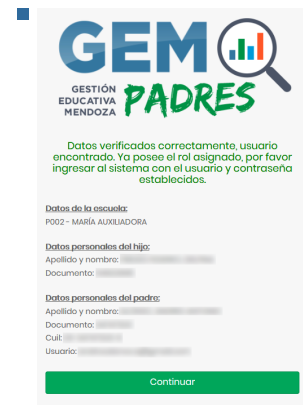 GEM
GESTIÓN
EDUCATIVA
MENDOZA
PADRES
Datos verificados correctamente, usuario
encontrado. Ya posee el rol asignado, por favor
ingresar al sistema con el usuario y contraseña
establecidos.
Datos de la escuela:
P002 - MARÍA AUXILIADORA
Datos personales del hijo:
Apellido y nombre:
Documento:
Datos personales del padre:
Apellido y nombre:
Documento:
Cuil:
Usuario:
Continuar